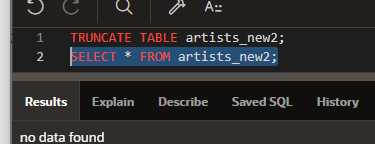 A::
1 TRUNCATE TABLE artists_new2;
2 SELECT * FROM artists_new2;
Results Explain Describe Saved SQL History
no data found